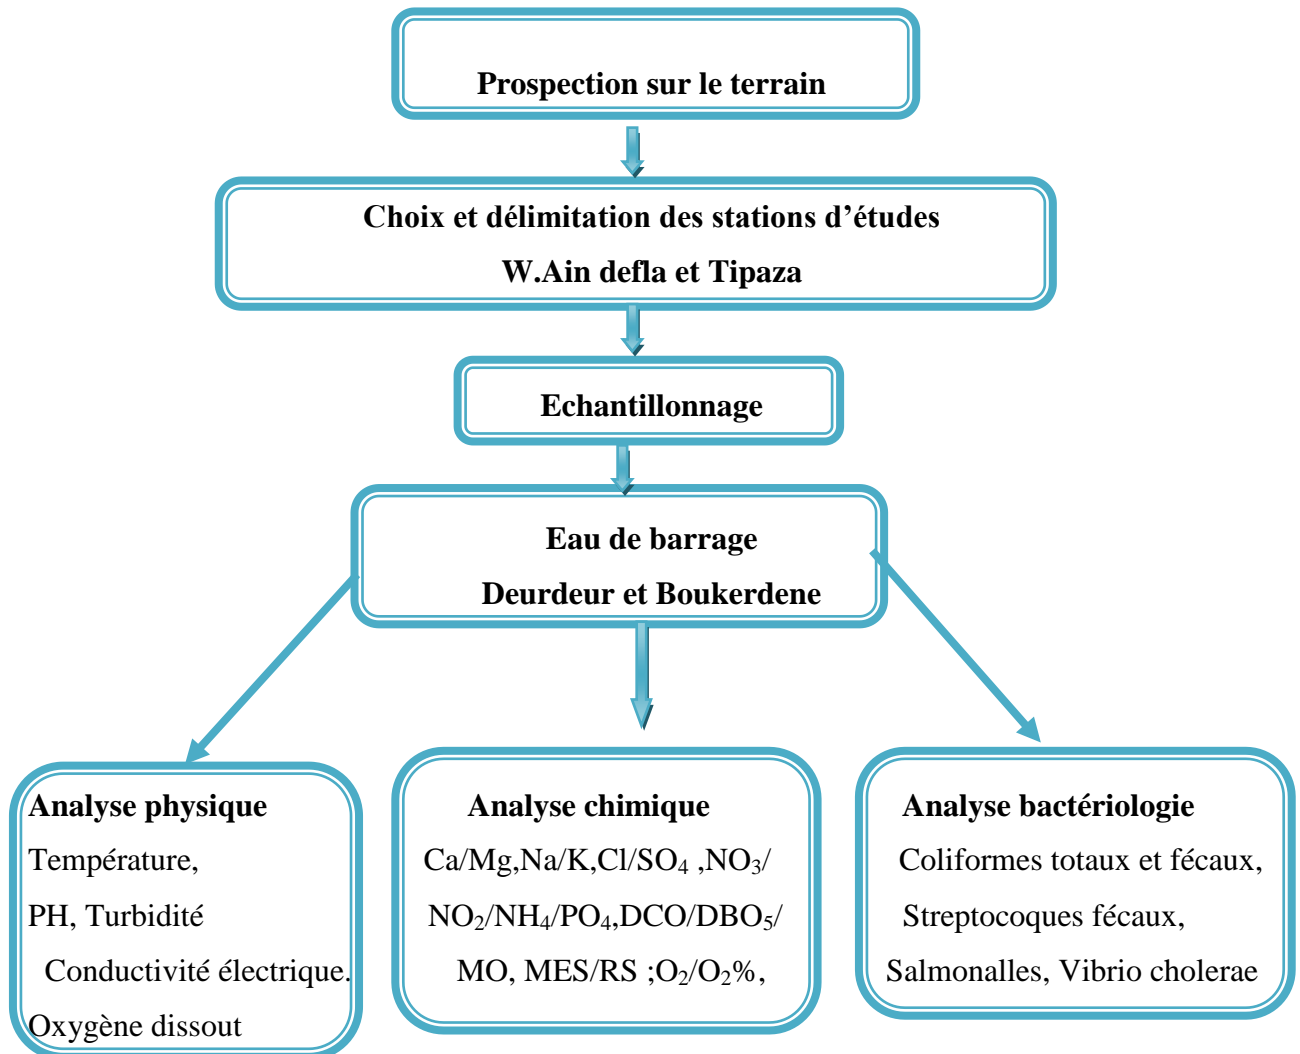 Prospection sur le terrain
Choix et délimitation des stations d’études
W.Ain defla et Tipaza
Echantillonnage
Eau de barrage
Deurdeur et Boukerdene
Analyse physique
Température,
PH, Turbidité
Conductivité électrique.
Oxygène dissout
Analyse chimique
Ca/Mg,Na/K,Cl/SO₄ ,NO₃/
NO₂/NH₄/PO₄,DCO/DBO₅/
MO, MES/RS ;O₂/O₂%,
Analyse bactériologie
Coliformes totaux et fécaux,
Streptocoques fécaux,
Salmonalles, Vibrio cholerae